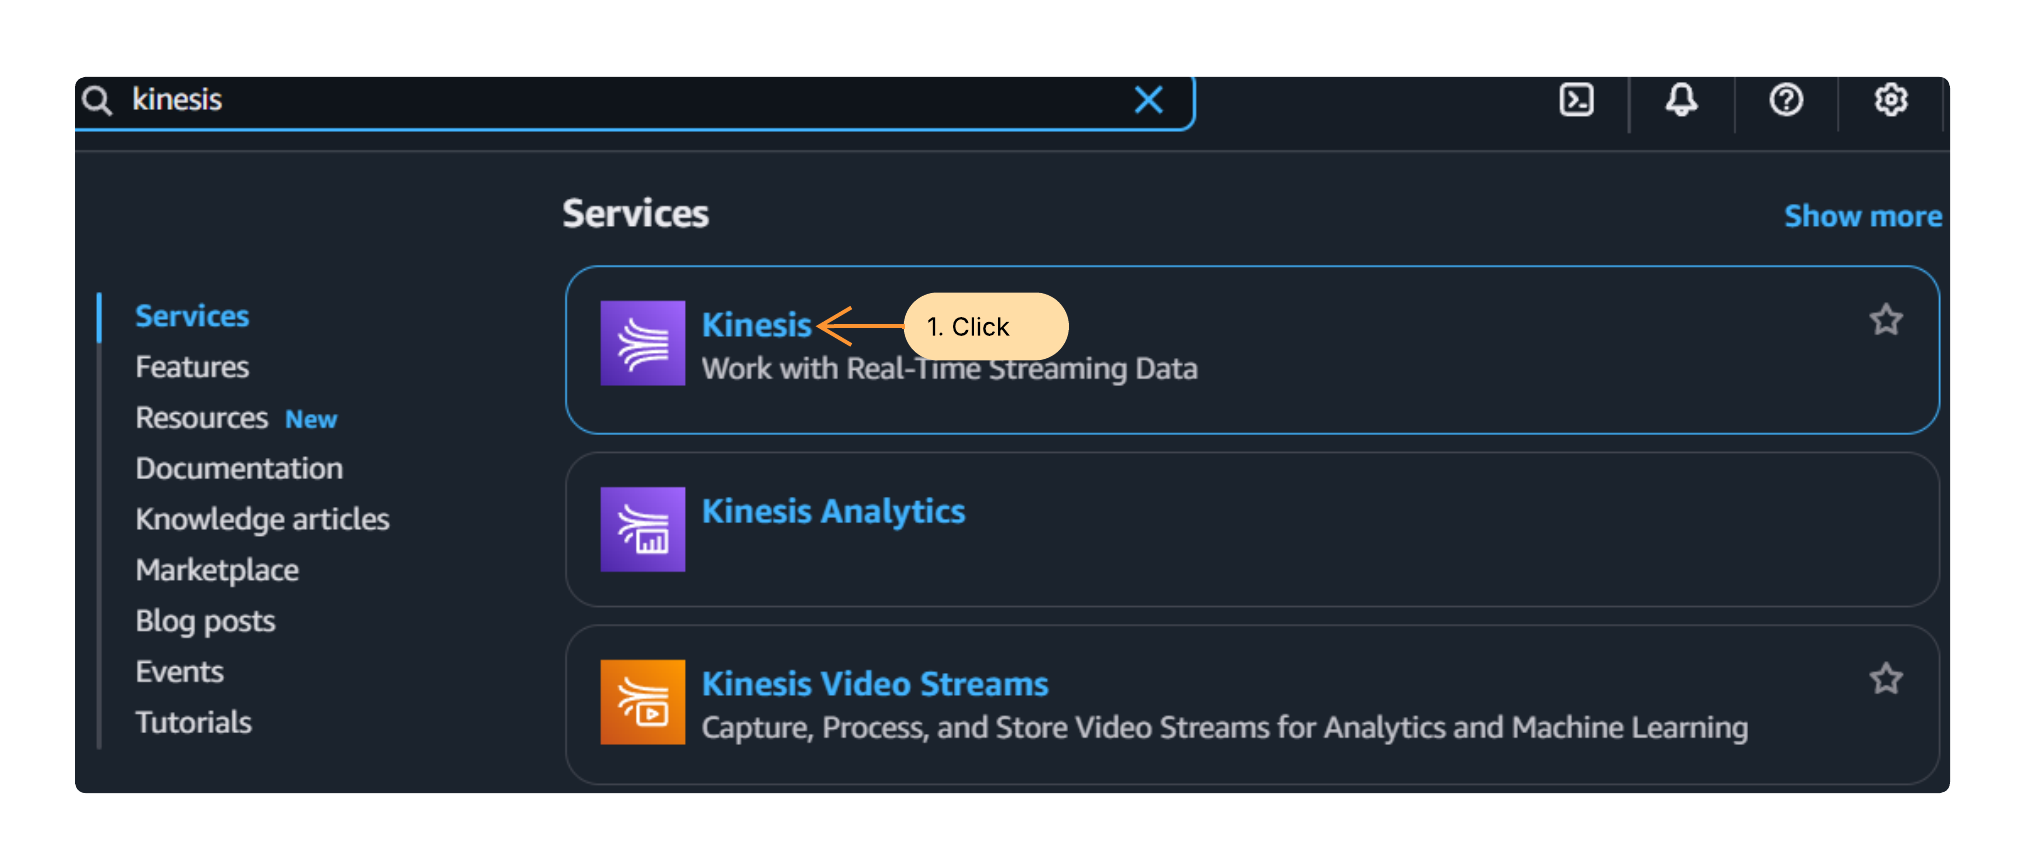 kinesis
Services
Show more
Services
Features
Resources New
Documentation
Knowledge articles
Marketplace
Blog posts
Events
Tutorials
Kinesis
1. Click
Work with Real-Time Streaming Data
Kinesis Analytics
Kinesis Video Streams
Capture, Process, and Store Video Streams for Analytics and Machine Learning